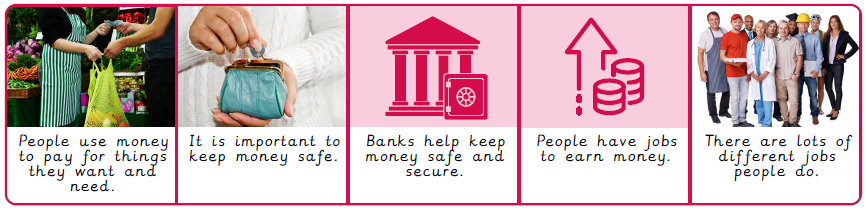 People use money
to pay for things
they want and
need.
It is important to
keep money safe.
Banks help keep
money safe and
secure.
People have jobs
to earn money.
There are lots of
different jobs
people do.